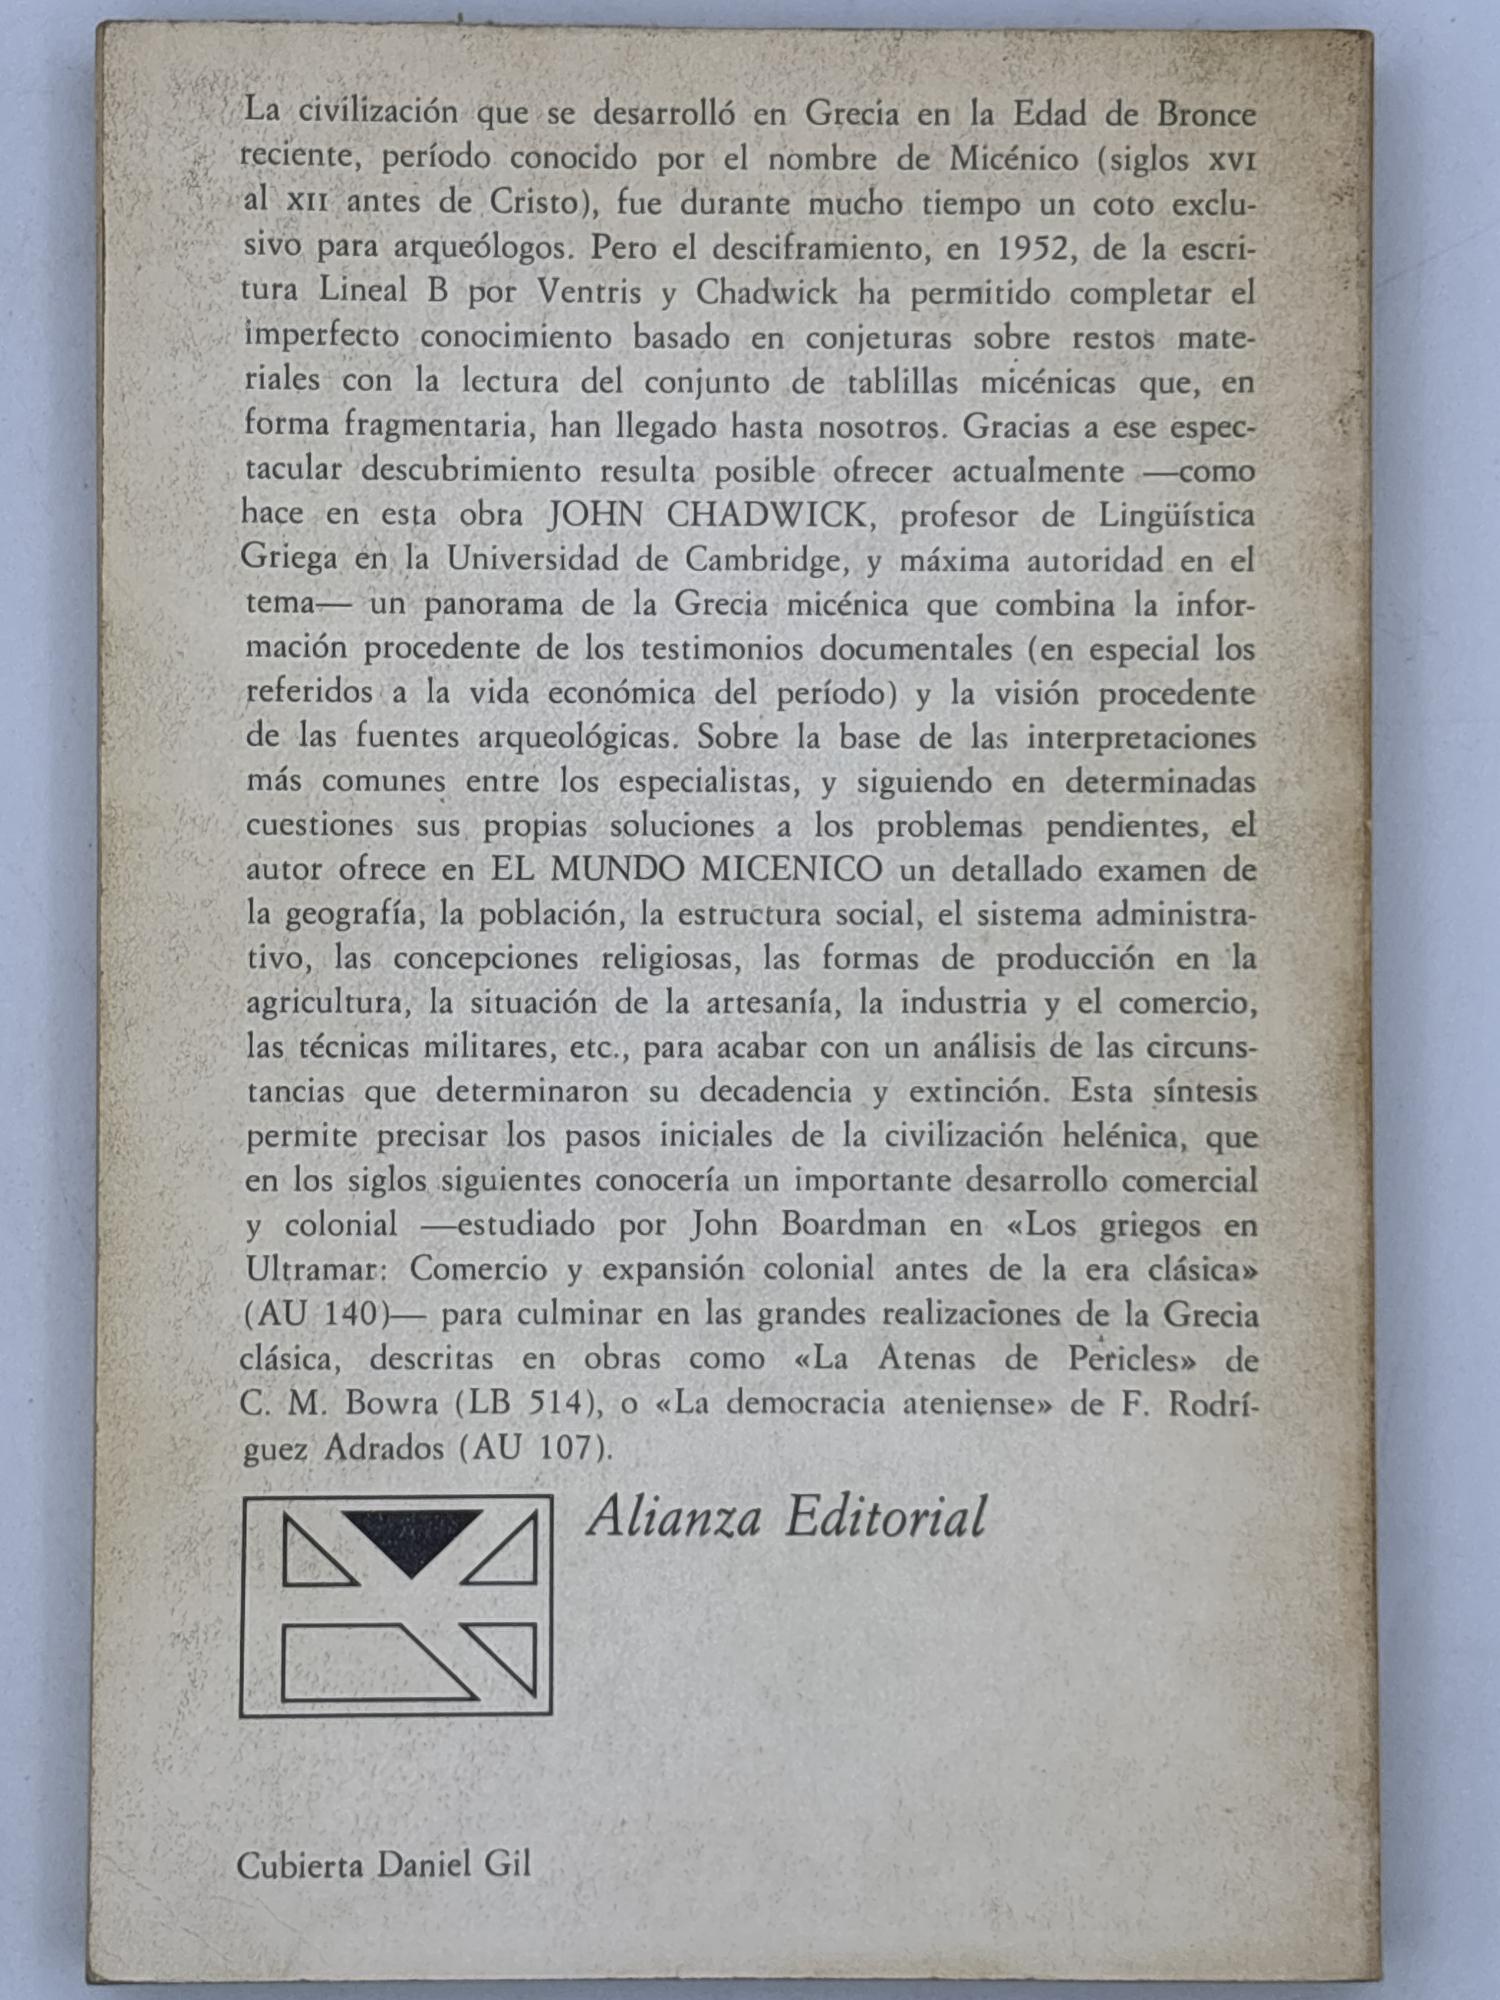 La civilización que se desarrolló en Grecia en la Edad de Bronce
reciente, período conocido por el nombre de Micénico (siglos XVI
al XII antes de Cristo), fue durante mucho tiempo un coto exclu-
sivo para arqueólogos. Pero el desciframiento, en 1952, de la escri-
tura Lineal B por Ventris y Chadwick ha permitido completar el
imperfecto conocimiento basado en conjeturas sobre restos mate-
riales con la lectura del conjunto de tablillas micénicas que, en
forma fragmentaria, han llegado hasta nosotros. Gracias a ese espec-
tacular descubrimiento resulta posible ofrecer actualmente —como
hace en esta obra JOHN CHADWICK, profesor de Lingüística
Griega en la Universidad de Cambridge, y máxima autoridad en el
tema— un panorama de la Grecia micénica que combina la infor-
mación procedente de los testimonios documentales (en especial los
referidos a la vida económica del período) y la visión procedente
de las fuentes arqueológicas. Sobre la base de las interpretaciones
más comunes entre los especialistas, y siguiendo en determinadas
cuestiones sus propias soluciones a los problemas pendientes, el
autor ofrece en EL MUNDO MICENICO un detallado examen de
la geografía, la población, la estructura social, el sistema administra-
tivo, las concepciones religiosas, las formas de producción en la
agricultura, la situación de la artesanía, la industria y el comercio,
las técnicas militares, etc., para acabar con un análisis de las circuns-
tancias que determinaron su decadencia y extinción. Esta síntesis
permite precisar los pasos iniciales de la civilización helénica, que
en los siglos siguientes conocería un importante desarrollo comercial
y colonial —estudiado por John Boardman en «Los griegos en
Ultramar: Comercio y expansión colonial antes de la era clásica»
(AU 140)— para culminar en las grandes realizaciones de la Grecia
clásica, descritas en obras como «La Atenas de Pericles» de
C. M. Bowra (LB 514), o «La democracia ateniense» de F. Rodrí-
guez Adrados (AU 107).
Alianza Editorial
Cubierta Daniel Gil